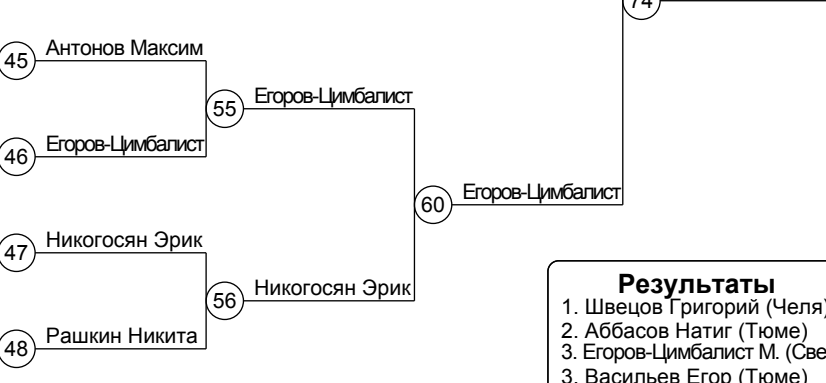 74
45 Антонов Максим
55 Егоров-Цимбалист
46 Егоров-Цимбалист
60 Егоров-Цимбалист
47 Никогосян Эрик
56 Никогосян Эрик
48 Рашкин Никита
Результаты
1. Швецов Григорий (Челя)
2. Аббасов Натиг (Тюме)
3. Егоров-Цимбалист М. (Све
3. Васильев Егор (Тюме)